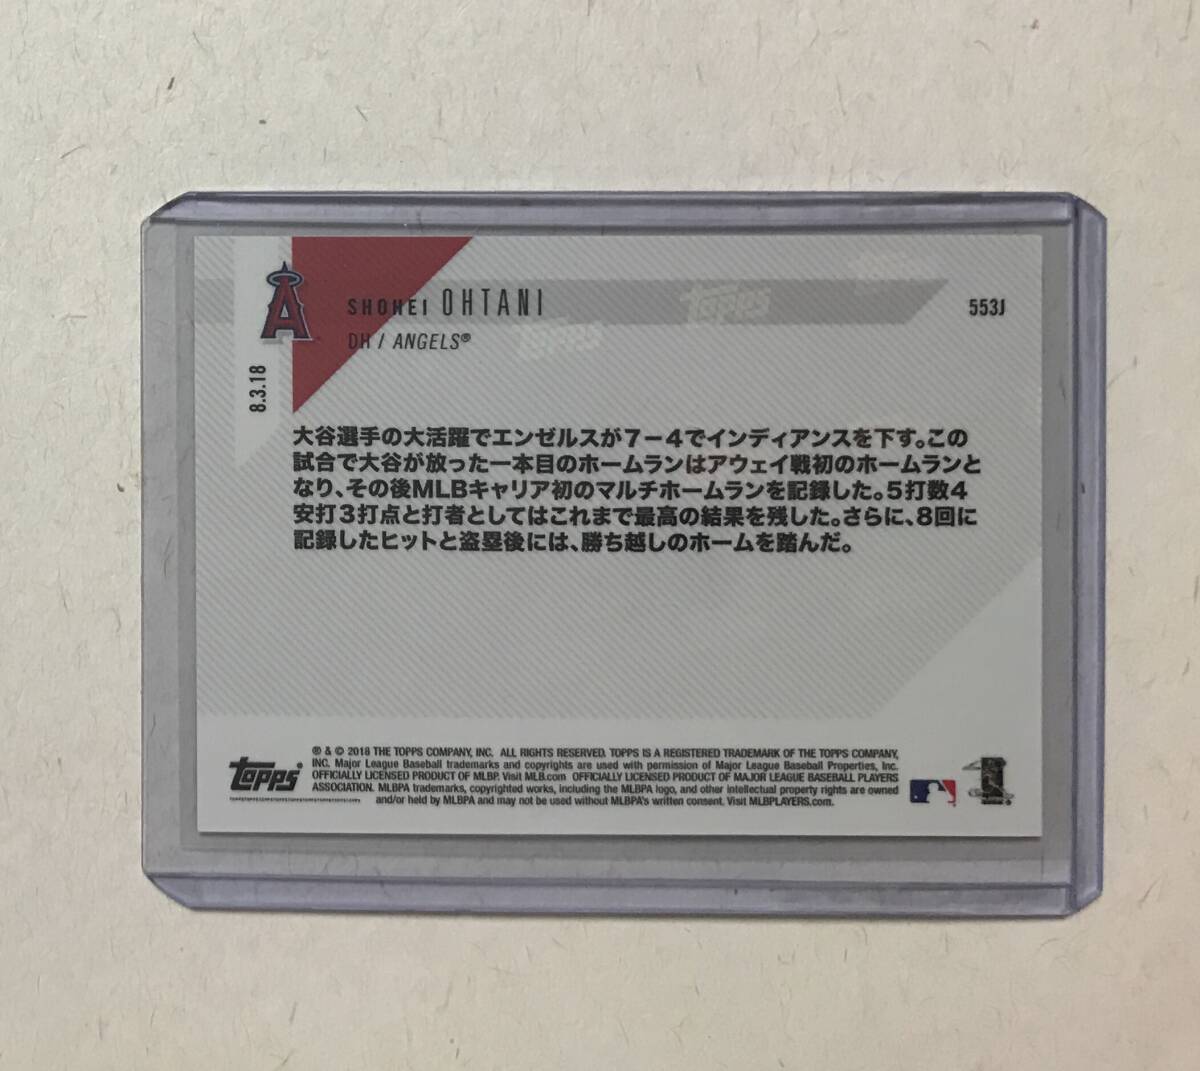 A
SHOHEI OHTANI
topps
553J
DH / ANGELS®
topps
8.3.18
大谷選手の大活躍でエンゼルスが7−4でインディアンスを下す。この
試合で大谷が放った一本目のホームランはアウェイ戦初のホームランと
なり、その後MLBキャリア初のマルチホームランを記録した。5打数4
安打3打点と打者としてはこれまで最高の結果を残した。さらに、8回に
記録したヒットと盗塁後には、勝ち越しのホームを踏んだ。
topps®
® & © 2018 THE TOPPS COMPANY, INC. ALL RIGHTS RESERVED. TOPPS IS A REGISTERED TRADEMARK OF THE TOPPS COMPANY,
INC. Major League Baseball trademarks and copyrights are used with permission of Major League Baseball Properties, Inc.
OFFICIALLY LICENSED PRODUCT OF MLBP. Visit MLB.com OFFICIALLY LICENSED PRODUCT OF MAJOR LEAGUE BASEBALL PLAYERS
ASSOCIATION. MLBPA trademarks, copyrighted works, including the MLBPA logo, and other intellectual property rights are owned
and/or held by MLBPA and may not be used without MLBPA's written consent. Visit MLBPLAYERS.com.